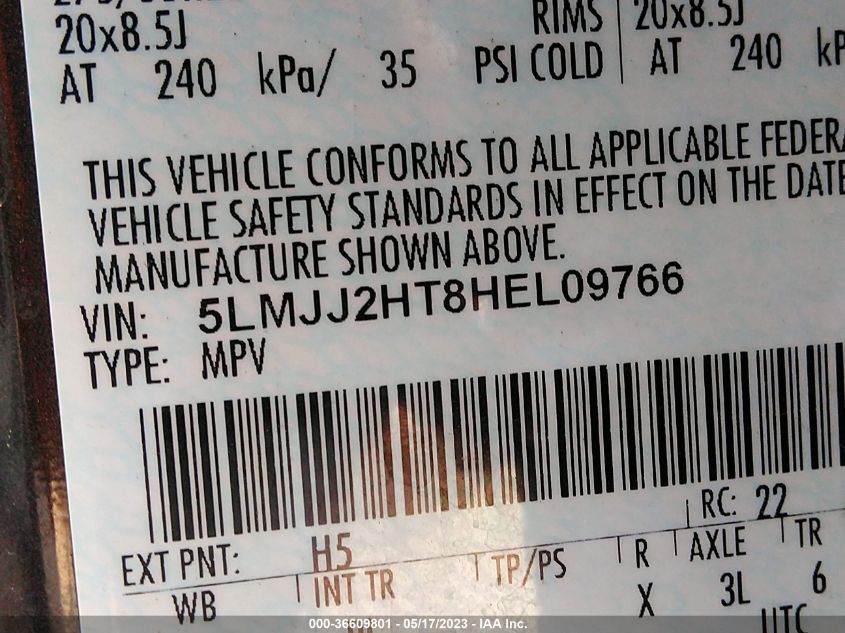 20x8.5J RIMS 20x8.5J
AT 240 kPa/ 35 PSI COLD AT 240
THIS VEHICLE CONFORMS TO ALL APPLICABLE FEDERA
VEHICLE SAFETY STANDARDS IN EFFECT ON THE DATE
MANUFACTURE SHOWN ABOVE.
VIN: 5LMJJ2HT8HEL09766
TYPE: MPV
RC: 22
EXT PNT: H5
WB INT TR TP/PS R AXLE TR
X 3L 6
UTC
000-36609801 - 05/17/2023 - IAA Inc.